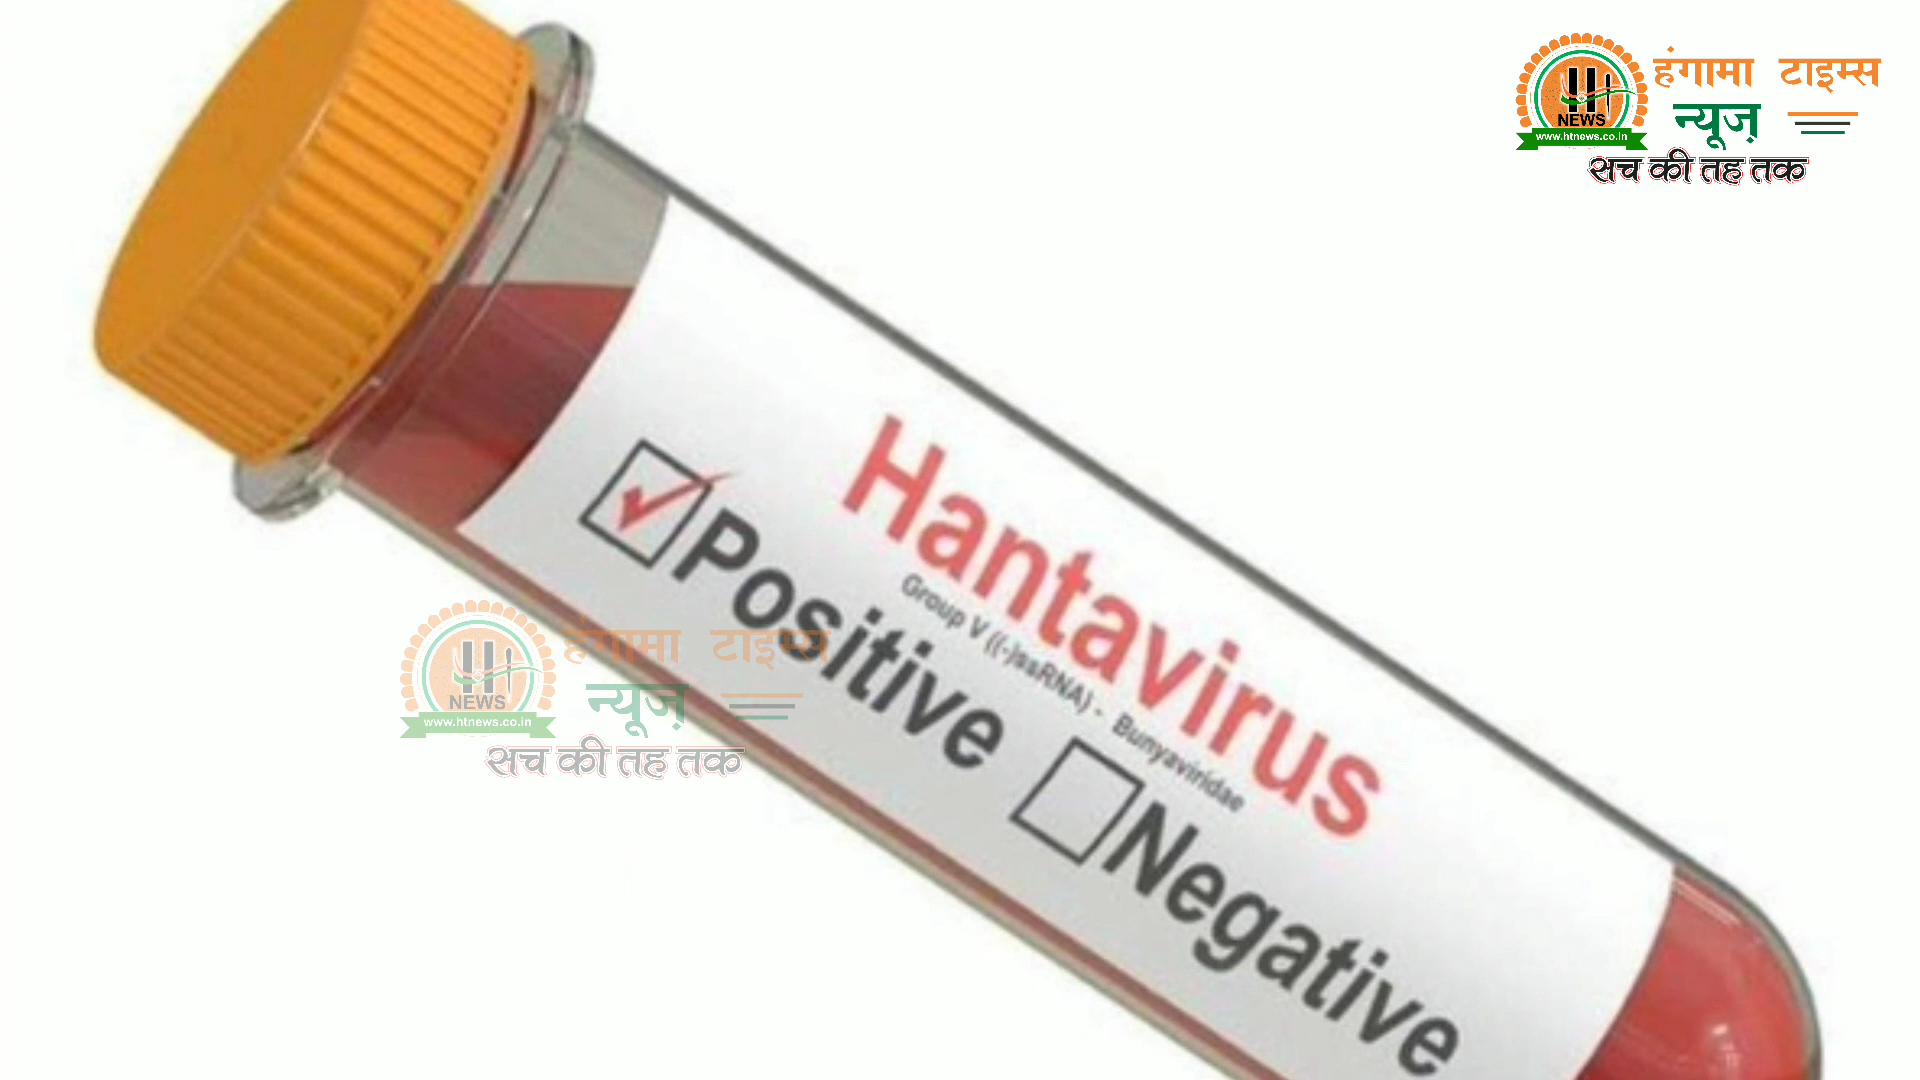 हंगामा टाइम्स
न्यूज़
NEWS
www.htnews.co.in
सच की तह तक
Hantavirus
Group V ((-)ssRNA) - Bunyaviridae
Positive
Negative
हंगामा टाइम्स
न्यूज़
NEWS
www.htnews.co.in
सच की तह तक